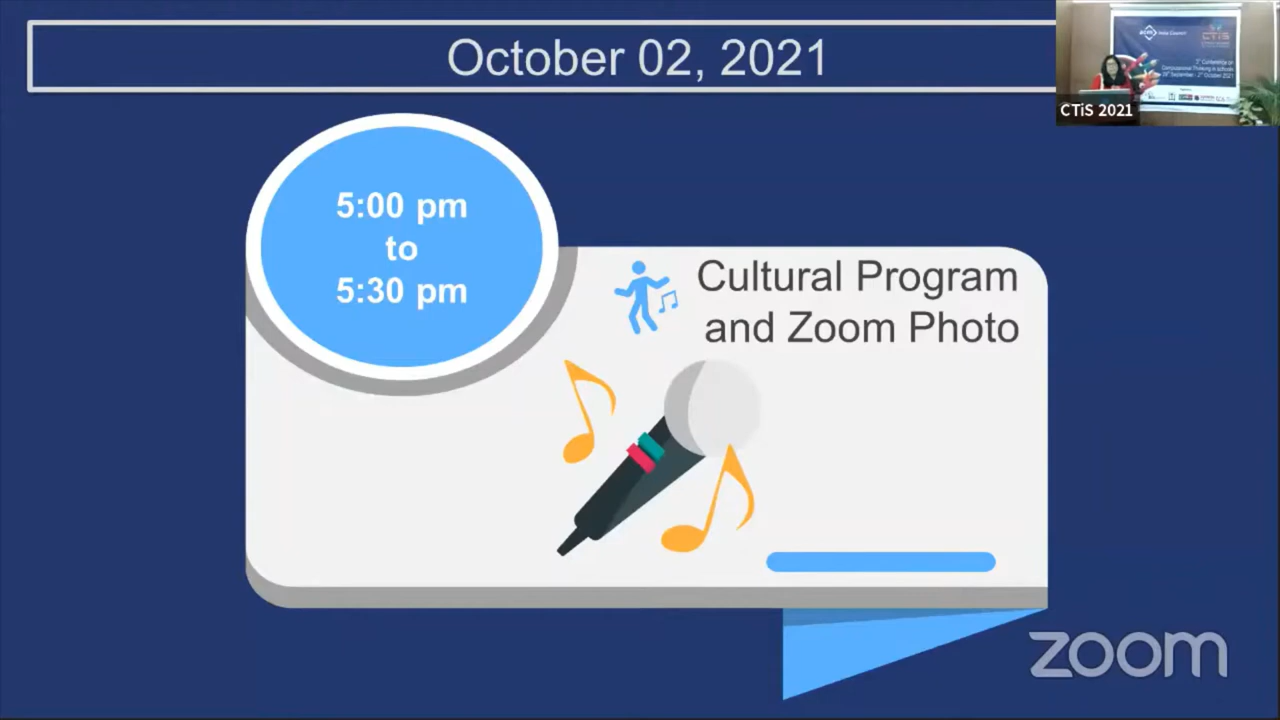 October 02, 2021
CTiS 2021
5:00 pm
to
5:30 pm
Cultural Program
and Zoom Photo
zoom